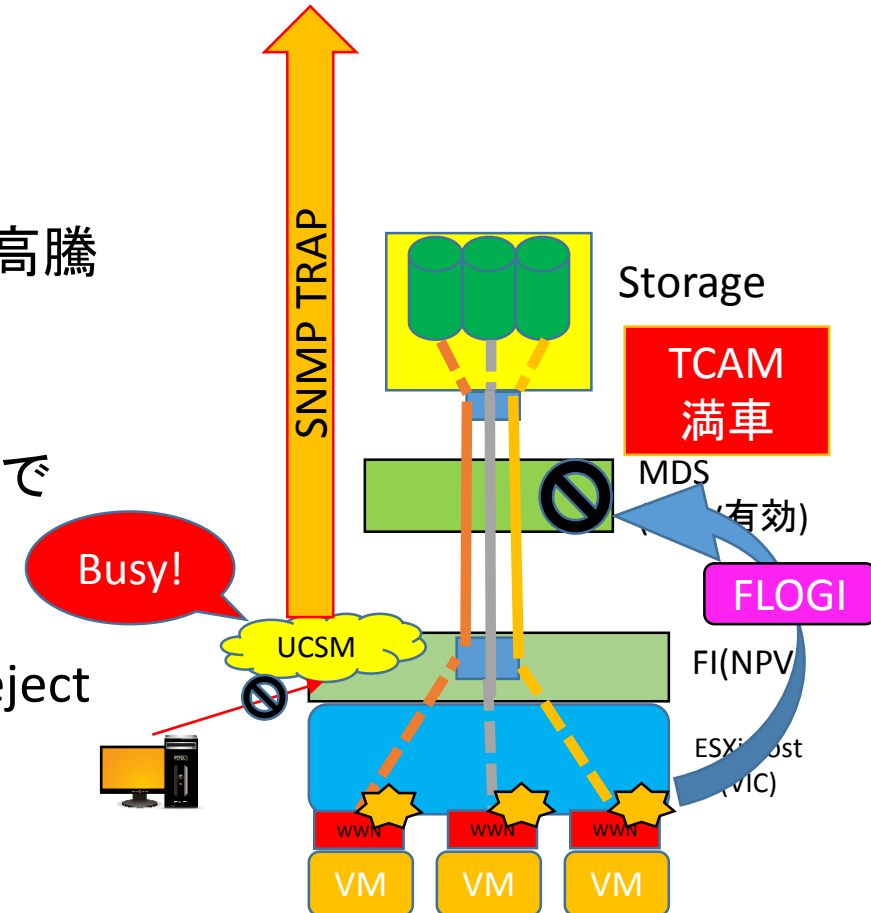 高騰
で
eject
SNMP TRAP
Storage
TCAM
満車
MDS
有効)
Busy!
FLOGI
UCSM
FI(NPV
ESXi
ost
VIC)
WWN
WWN
WWN
VM
VM
VM